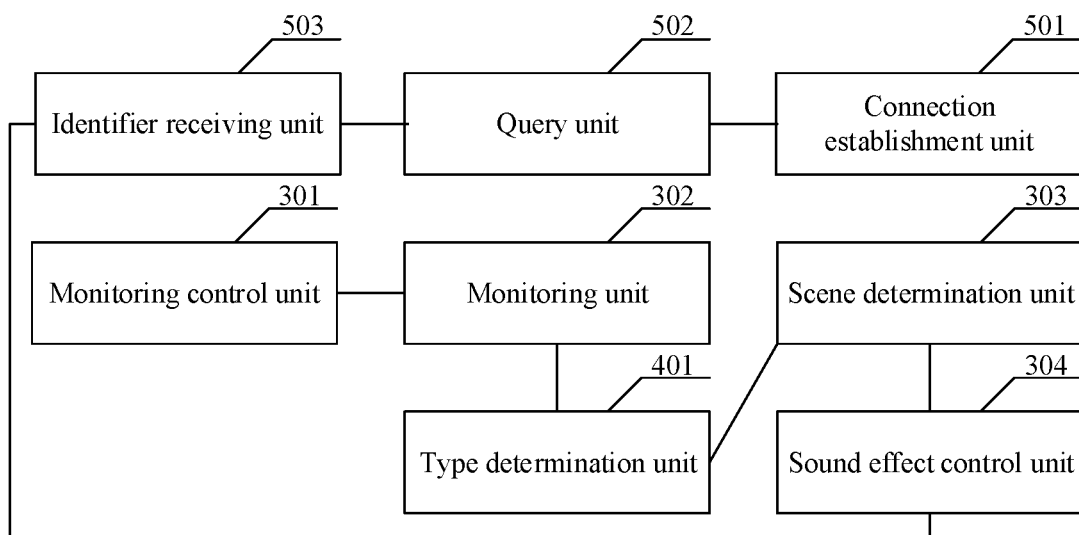 503
502
501
Identifier receiving unit
Query unit
Connection
establishment unit
301
302
303
Monitoring control unit
Monitoring unit
Scene determination unit
401
304
Type determination unit
Sound effect control unit